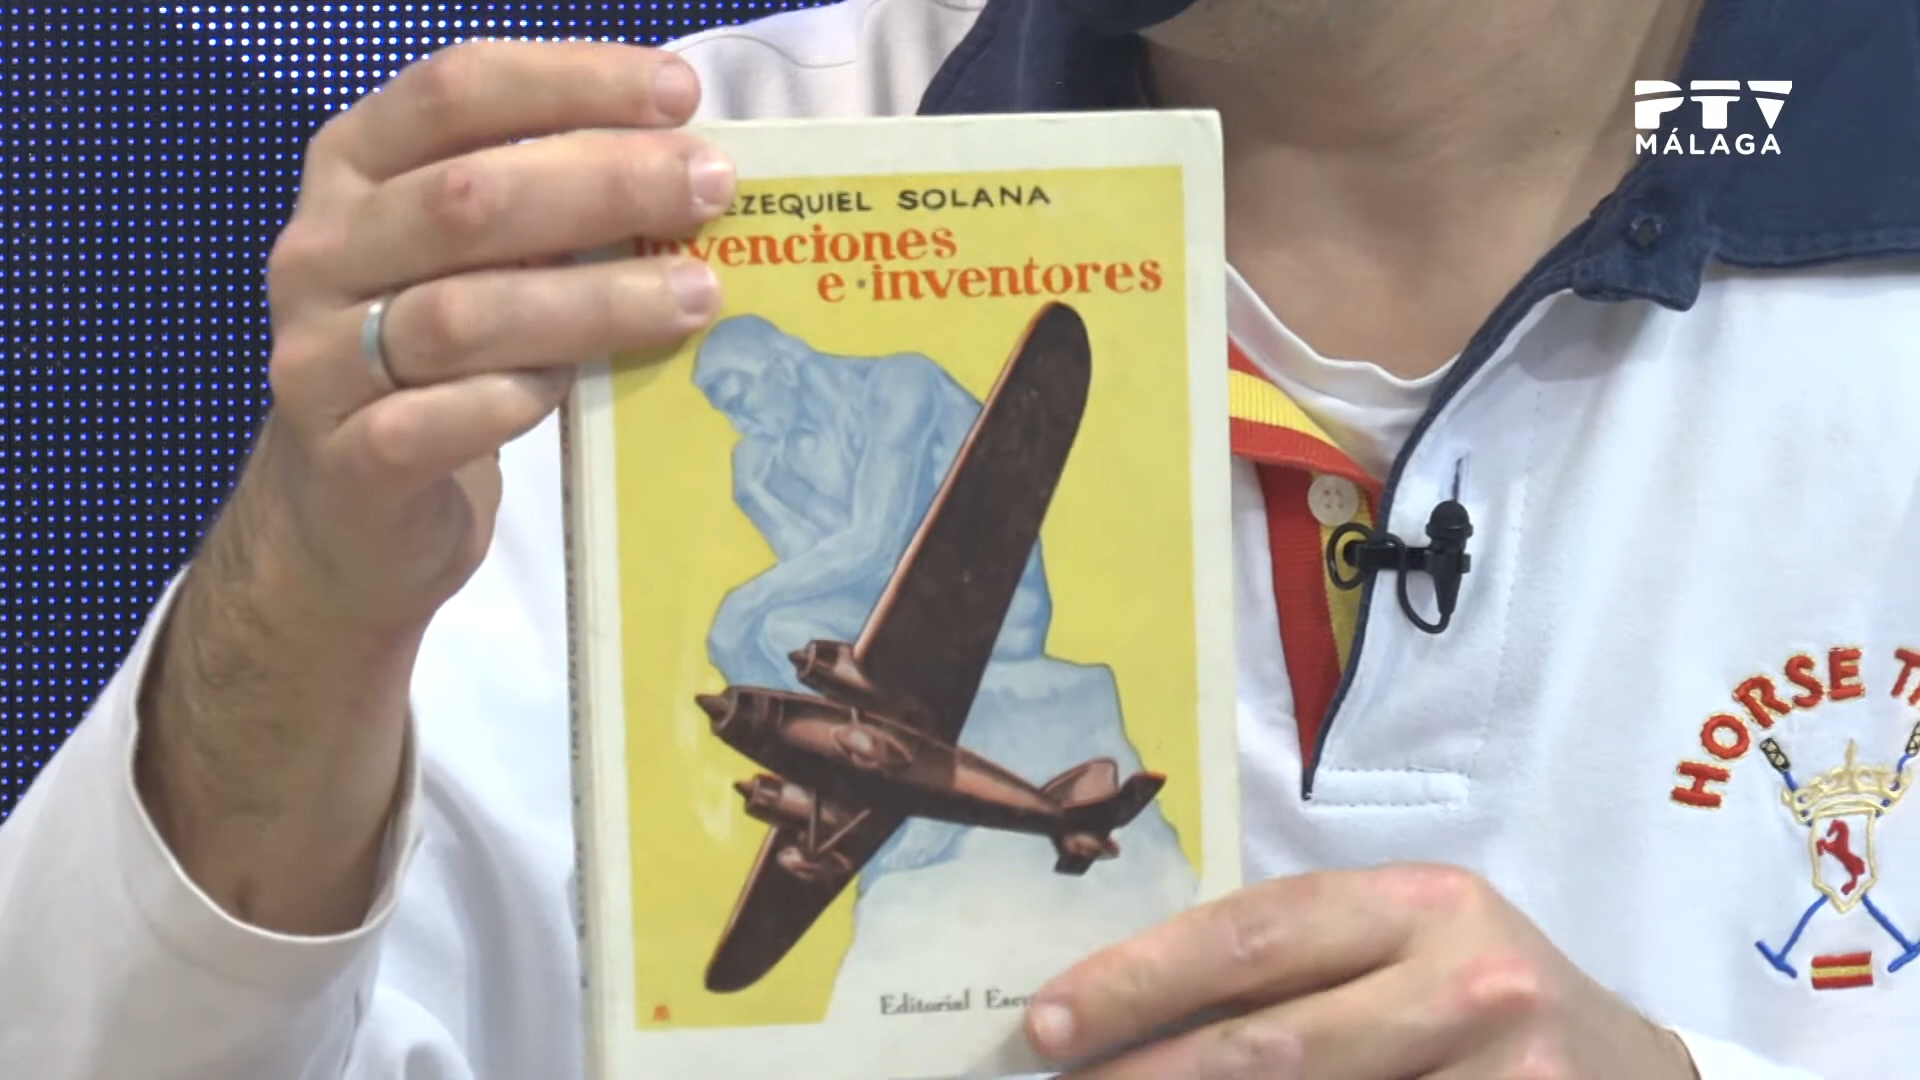 PTV
MÁLAGA
EZEQUIEL SOLANA
Invenciones
e inventores
Editorial
HORSE